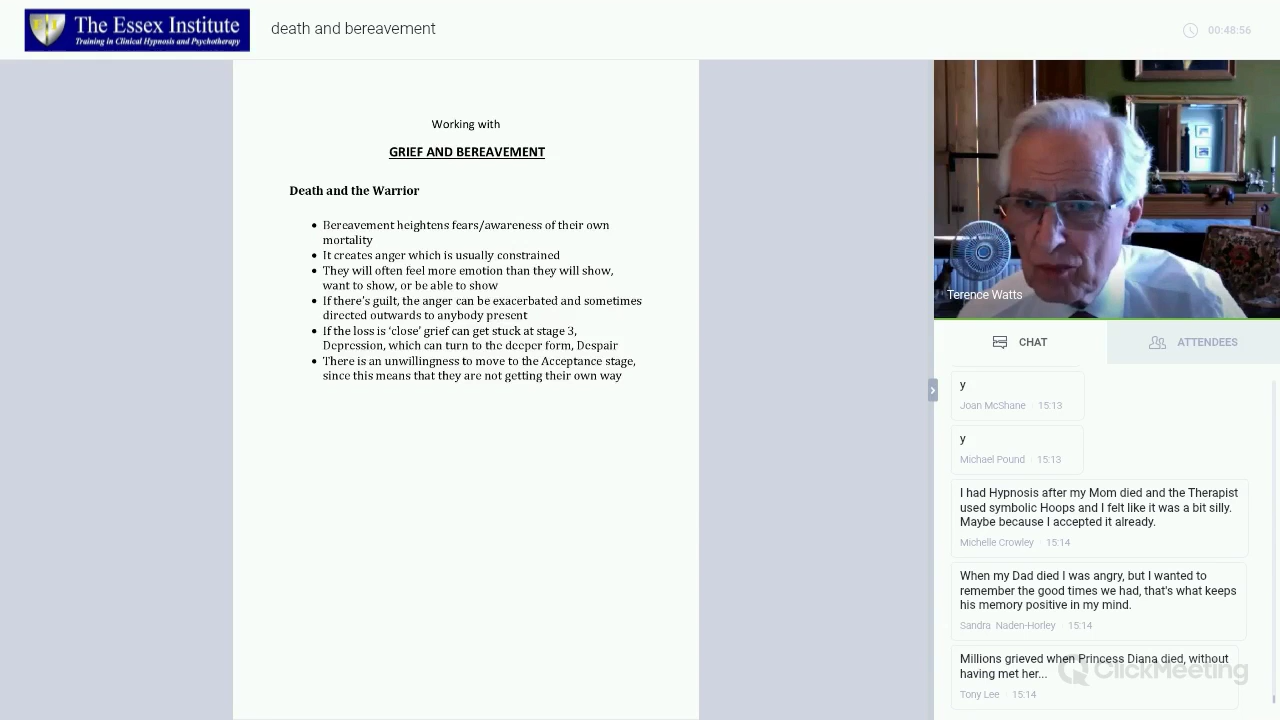 The Essex Institute
Training in Clinical Hypnosis and Psychotherapy
death and bereavement
00:48:56
Working with
GRIEF AND BEREAVEMENT
Death and the Warrior
• Bereavement heightens fears/awareness of their own
mortality
• It creates anger which is usually constrained
• They will often feel more emotion than they will show,
want to show, or be able to show
• If there's guilt, the anger can be exacerbated and sometimes
directed outwards to anybody present
• If the loss is 'close' grief can get stuck at stage 3,
Depression, which can turn to the deeper form, Despair
• There is an unwillingness to move to the Acceptance stage,
since this means that they are not getting their own way
Terence Watts
CHAT
ATTENDEES
y
Joan McShane 15:13
y
Michael Pound 15:13
I had Hypnosis after my Mom died and the Therapist
used symbolic Hoops and I felt like it was a bit silly.
Maybe because I accepted it already.
Michelle Crowley 15:14
When my Dad died I was angry, but I wanted to
remember the good times we had, that's what keeps
his memory positive in my mind.
Sandra Naden-Horley 15:14
Millions grieved when Princess Diana died, without
having met her...
Tony Lee 15:14
ClickMeeting